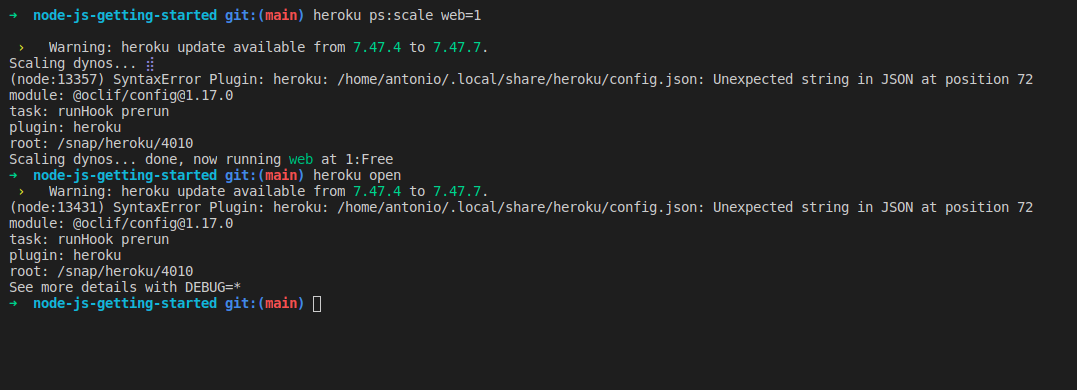 → node-js-getting-started git:(main) heroku ps:scale web=1
› Warning: heroku update available from 7.47.4 to 7.47.7.
Scaling dynos... ⣾
(node:13357) SyntaxError Plugin: heroku: /home/antonio/.local/share/heroku/config.json: Unexpected string in JSON at position 72
module: @oclif/config@1.17.0
task: runHook prerun
plugin: heroku
root: /snap/heroku/4010
Scaling dynos... done, now running web at 1:Free
→ node-js-getting-started git:(main) heroku open
› Warning: heroku update available from 7.47.4 to 7.47.7.
(node:13431) SyntaxError Plugin: heroku: /home/antonio/.local/share/heroku/config.json: Unexpected string in JSON at position 72
module: @oclif/config@1.17.0
task: runHook prerun
plugin: heroku
root: /snap/heroku/4010
See more details with DEBUG=*
→ node-js-getting-started git:(main)